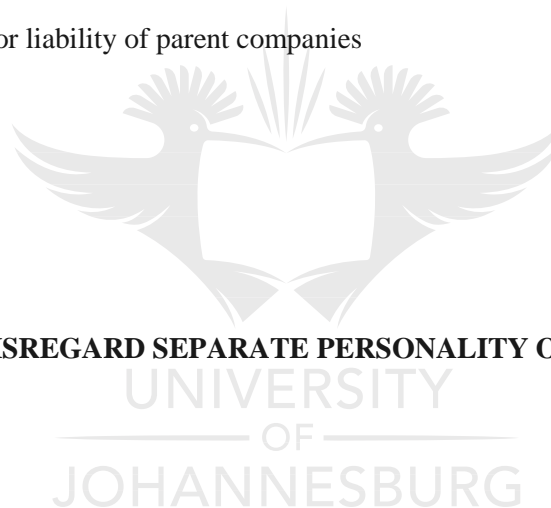 or liability of parent companies
ISREGARD SEPARATE PERSONALITY O
UNIVERSITY
OF
JOHANNESBURG